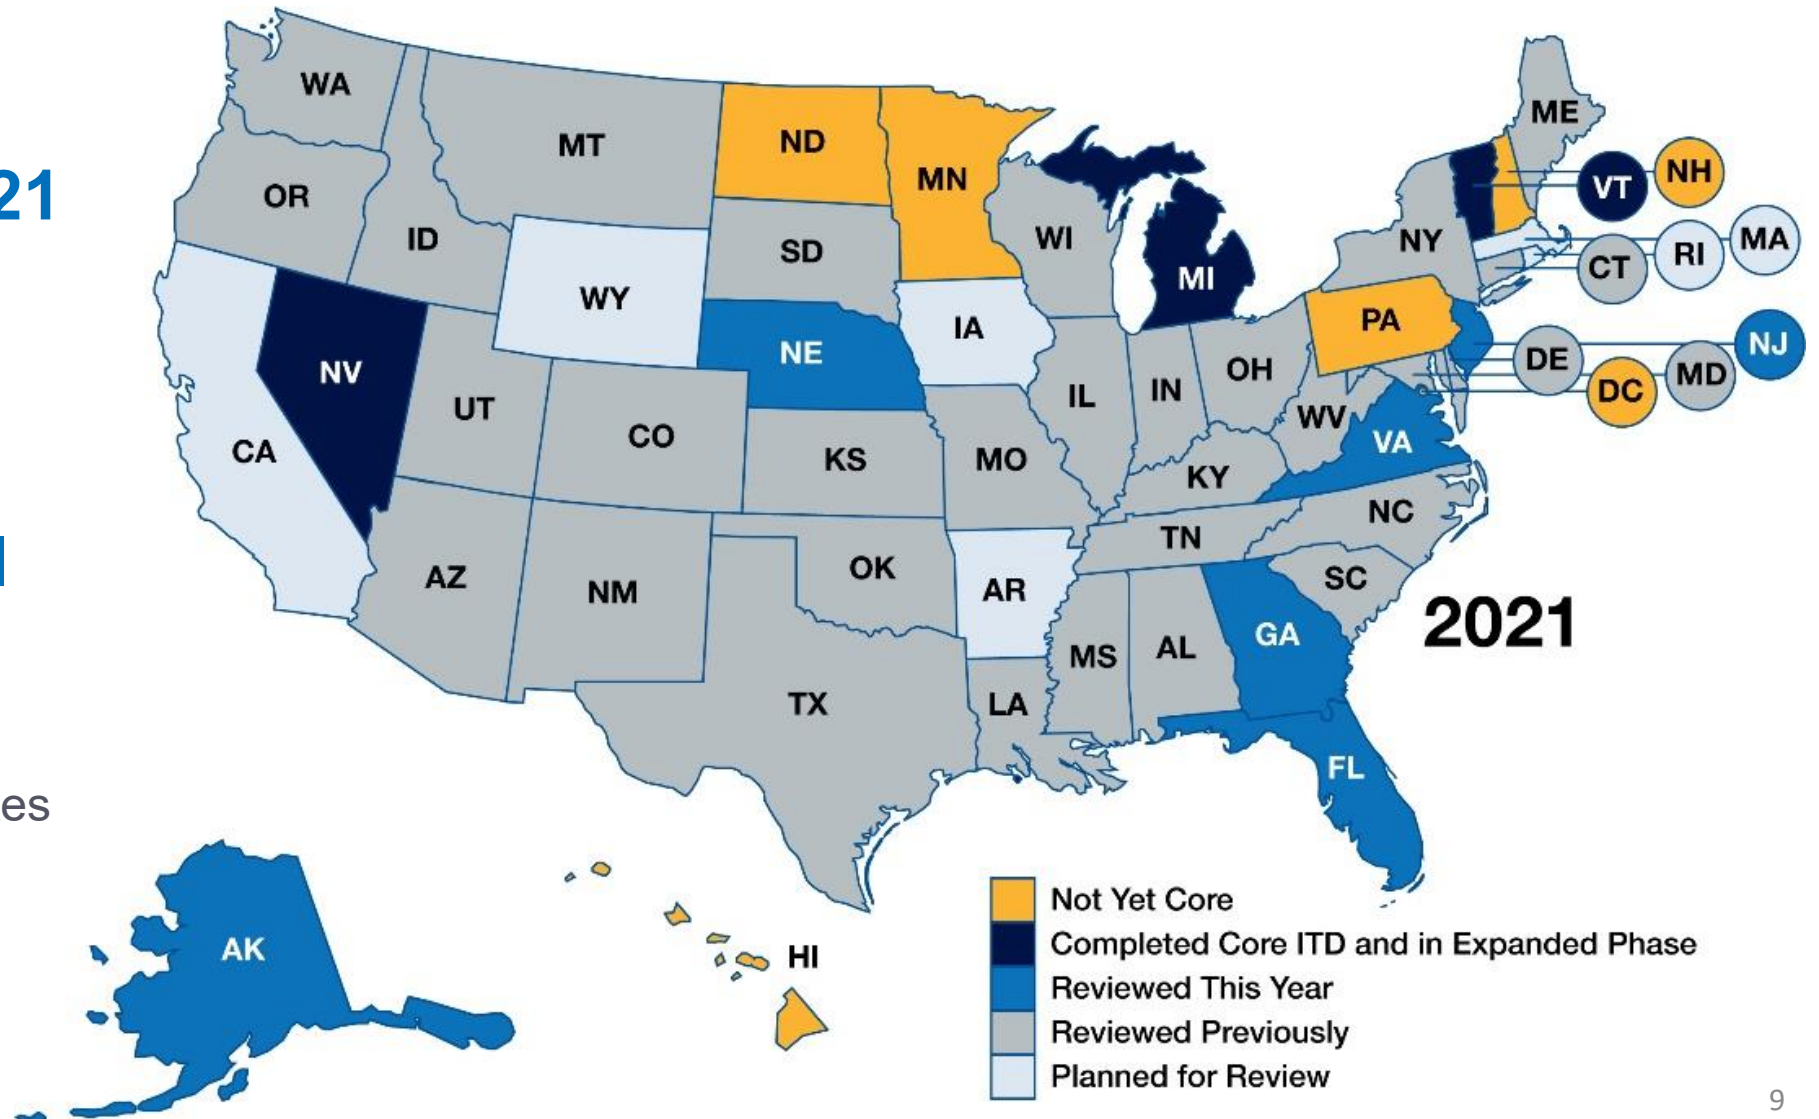 21
es
WA
MT
ND
MN
ME
OR
ID
SD
WI
VT
NH
NY
CT
RI
MA
WY
MI
IA
PA
NJ
NV
NE
DE
DC
MD
UT
CO
IL
IN
OH
WV
VA
CA
KS
MO
KY
NC
TN
AZ
NM
OK
AR
SC
2021
MS
AL
GA
TX
LA
FL
AK
HI
Not Yet Core
Completed Core ITD and in Expanded Phase
Reviewed This Year
Reviewed Previously
Planned for Review
9